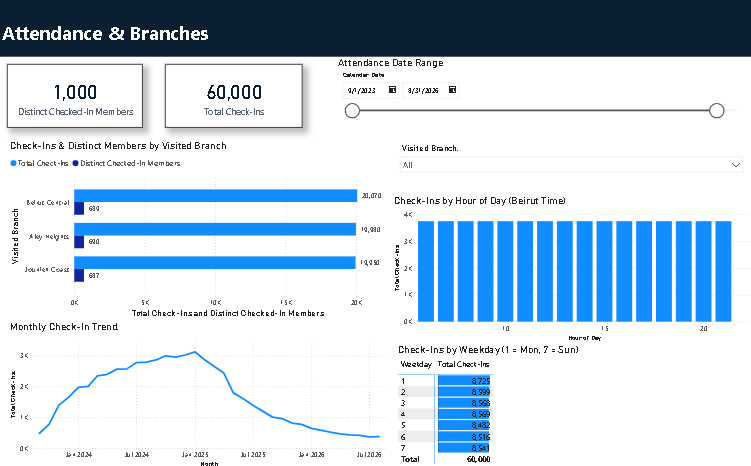 Attendance & Branches
1,000
Distinct Checked-In Members
60,000
Total Check-Ins
Attendance Date Range
Calendar Date
9/1/2023
8/31/2026
Visited Branch.
All
Check-Ins & Distinct Members by Visited Branch
Total Check-Ins
Distinct Checked-In Members
Visited Branch
Beirut Central
20,070
689
Aley Heights
19,980
690
Jounieh Coast
19,950
687
0K
5K
10K
15K
20K
Total Check-Ins and Distinct Checked-In Members
Check-Ins by Hour of Day (Beirut Time)
Total Check-Ins
4K
3K
2K
1K
0K
10
15
20
Hour of Day
Monthly Check-In Trend
Total Check-Ins
3K
2K
1K
0K
Jan 2024
Jul 2024
Jan 2025
Jul 2025
Jan 2026
Jul 2026
Month
Check-Ins by Weekday (1 = Mon, 7 = Sun)
Weekday Total Check-Ins
1 8,725
2 8,599
3 8,568
4 8,569
5 8,482
6 8,516
7 8,541
Total 60,000